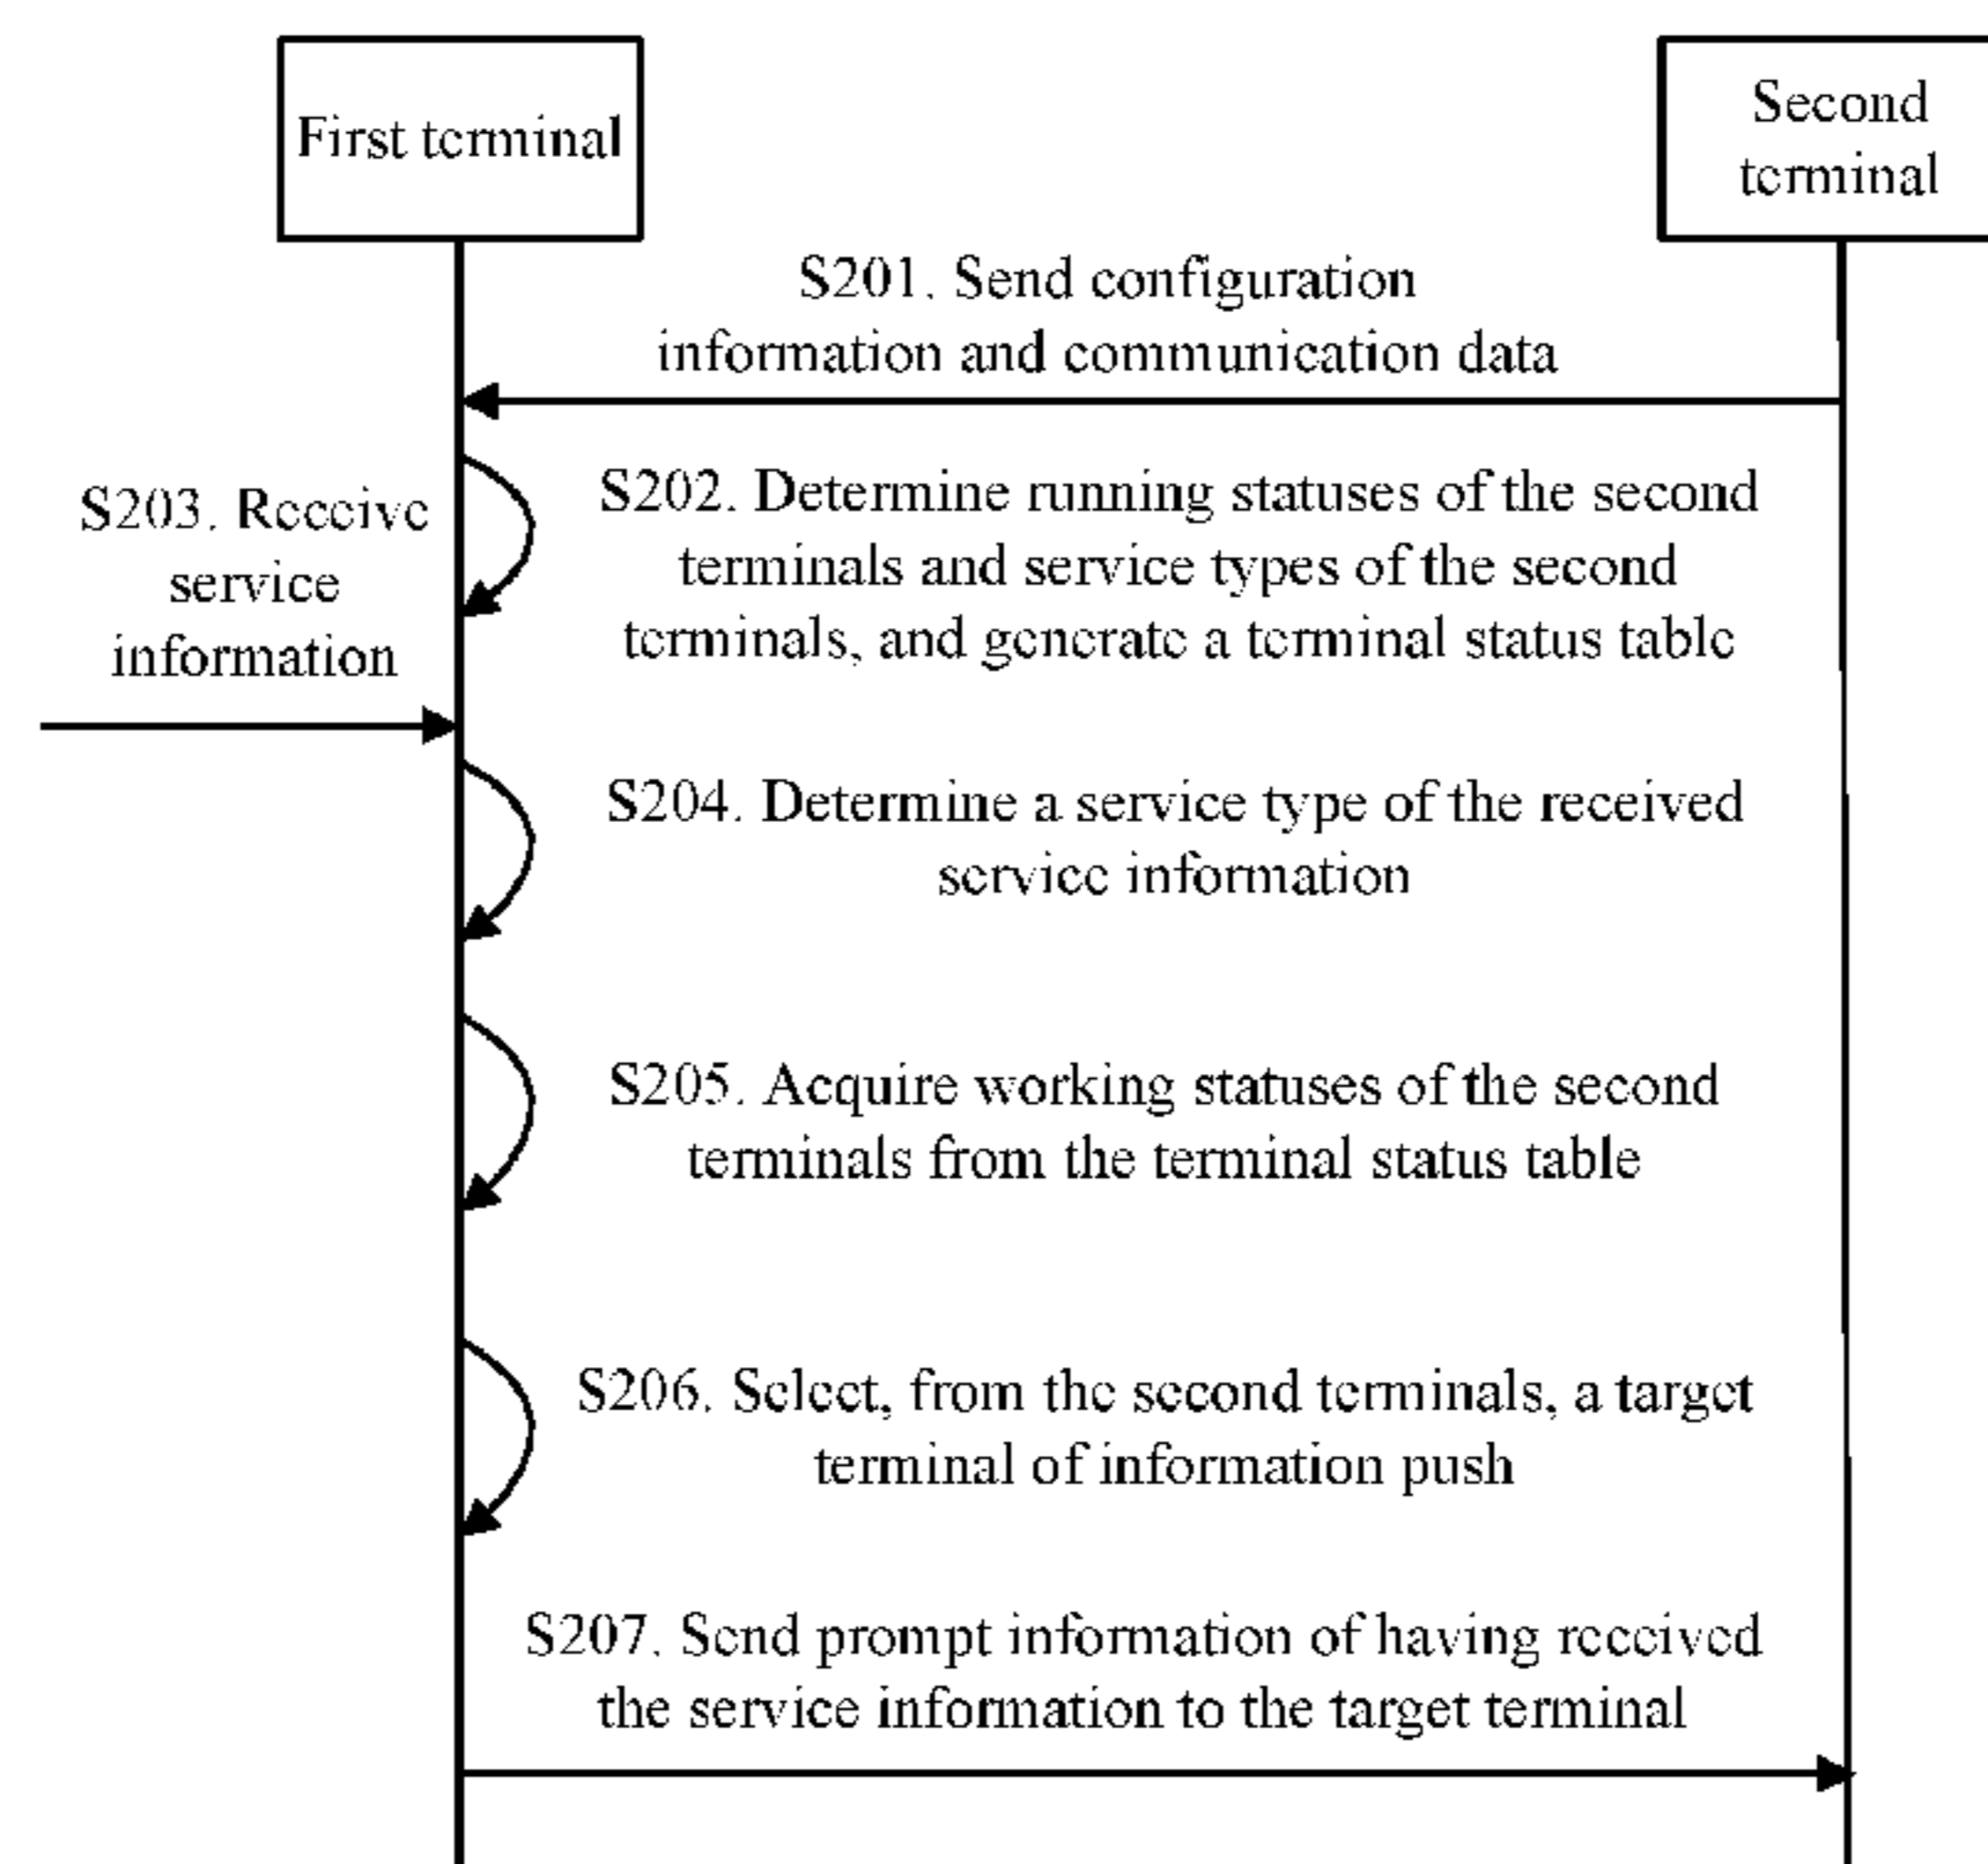 First terminal
Second
terminal
S201. Send configuration
information and communication data
S202. Determine running statuses of the second
terminals and service types of the second
terminals, and generate a terminal status table
S203. Receive
service
information
S204. Determine a service type of the received
service information
S205. Acquire working statuses of the second
terminals from the terminal status table
S206. Select, from the second terminals, a target
terminal of information push
S207. Send prompt information of having received
the service information to the target terminal